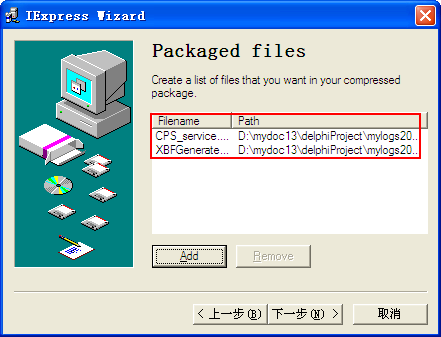 IExpress Wizard
Packaged files
Create a list of files that you want in your compressed
package.
Filename Path
CPS_service.... D:\mydoc13\delphiProject\mylogs20...
XBFGenerate... D:\mydoc13\delphiProject\mylogs20...
Add Remove
< 上一步(B) 下一步(N) > 取消